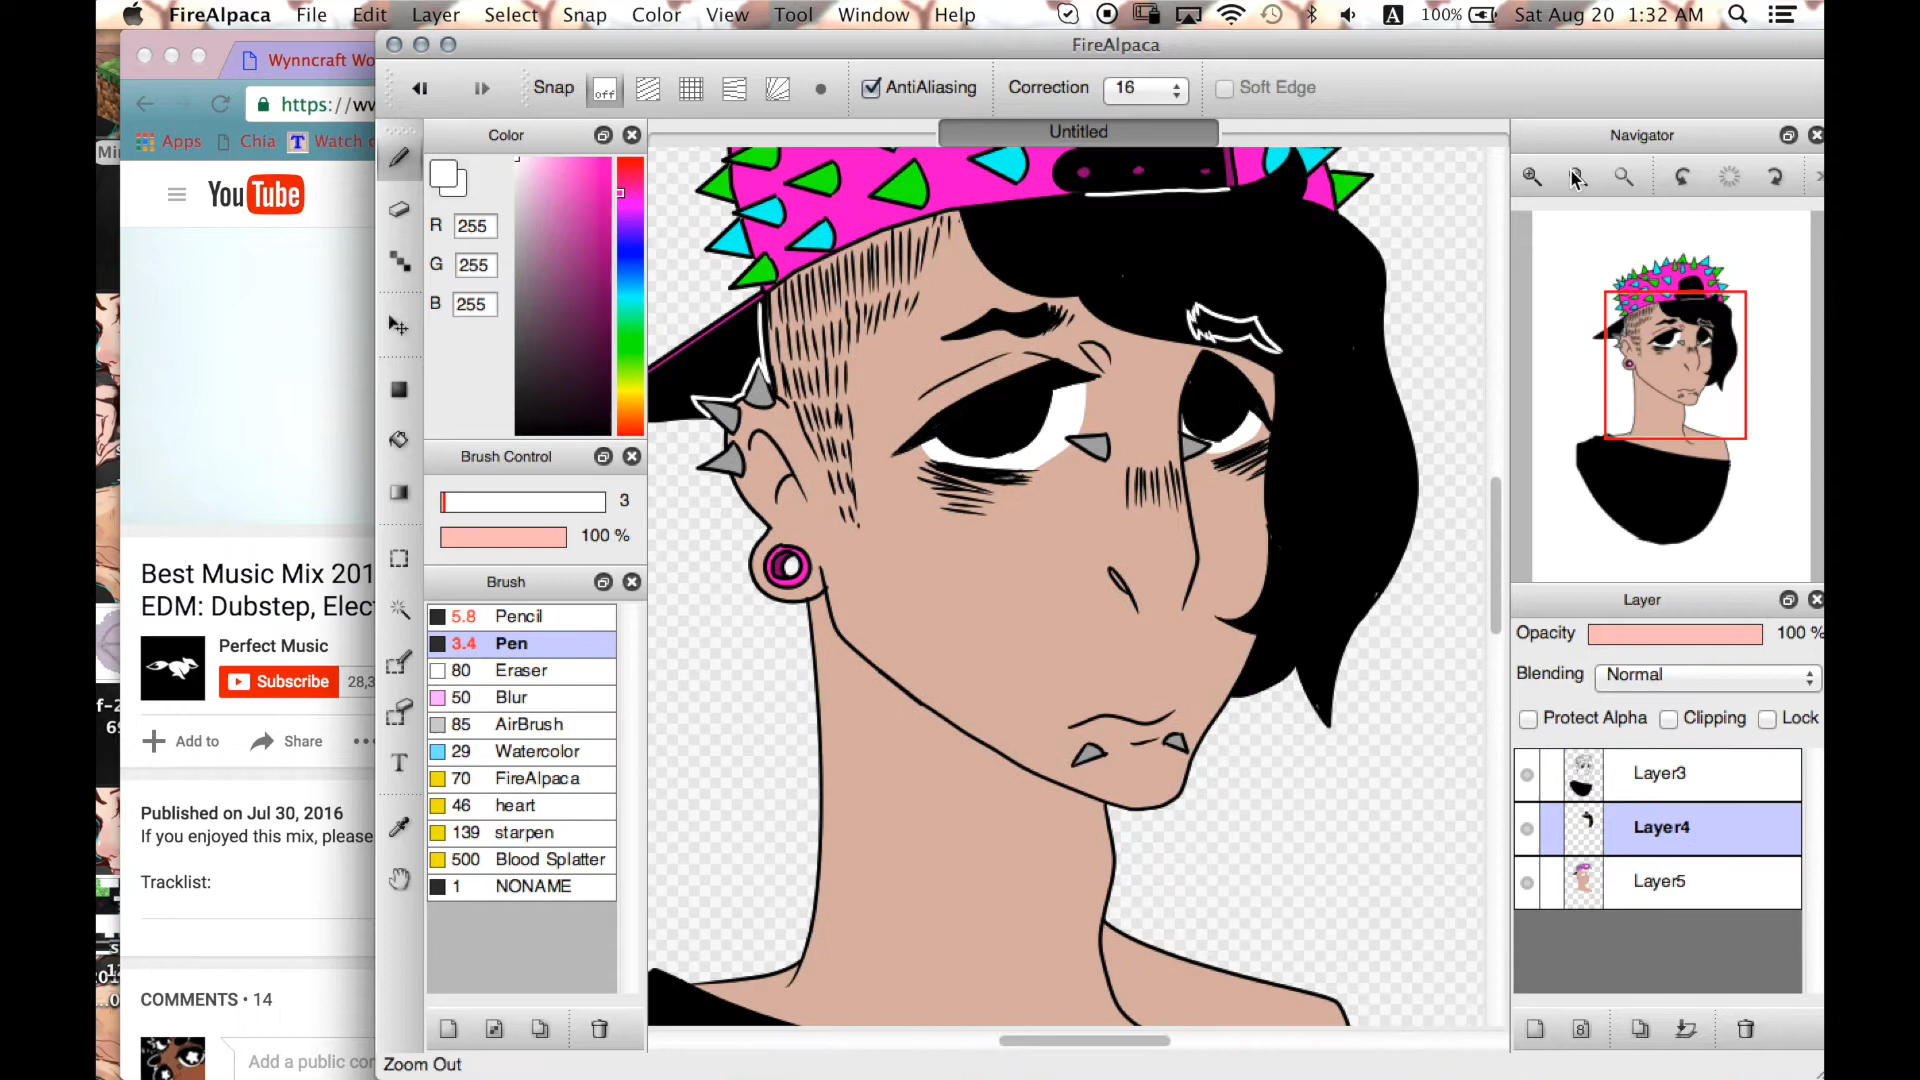 FireAlpaca File Edit Layer Select Snap Color View Tool Window Help A 100% Sat Aug 20 1:32 AM
FireAlpaca
Wynncraft Wo
https://ww
Apps Chia T Watch
YouTube
Best Music Mix 201
EDM: Dubstep, Elec
Perfect Music
Subscribe 28,3
Add to Share
Published on Jul 30, 2016
If you enjoyed this mix, please
Tracklist:
COMMENTS • 14
Add a public co
Snap off AntiAliasing Correction 16 Soft Edge
Untitled
Color
R 255
G 255
B 255
Brush Control
3
100 %
Brush
5.8 Pencil
3.4 Pen
80 Eraser
50 Blur
85 AirBrush
29 Watercolor
70 FireAlpaca
46 heart
139 starpen
500 Blood Splatter
1 NONAME
T
Zoom Out
Navigator
Layer
Opacity 100 %
Blending Normal
Protect Alpha Clipping Lock
Layer3
Layer4
Layer5
8